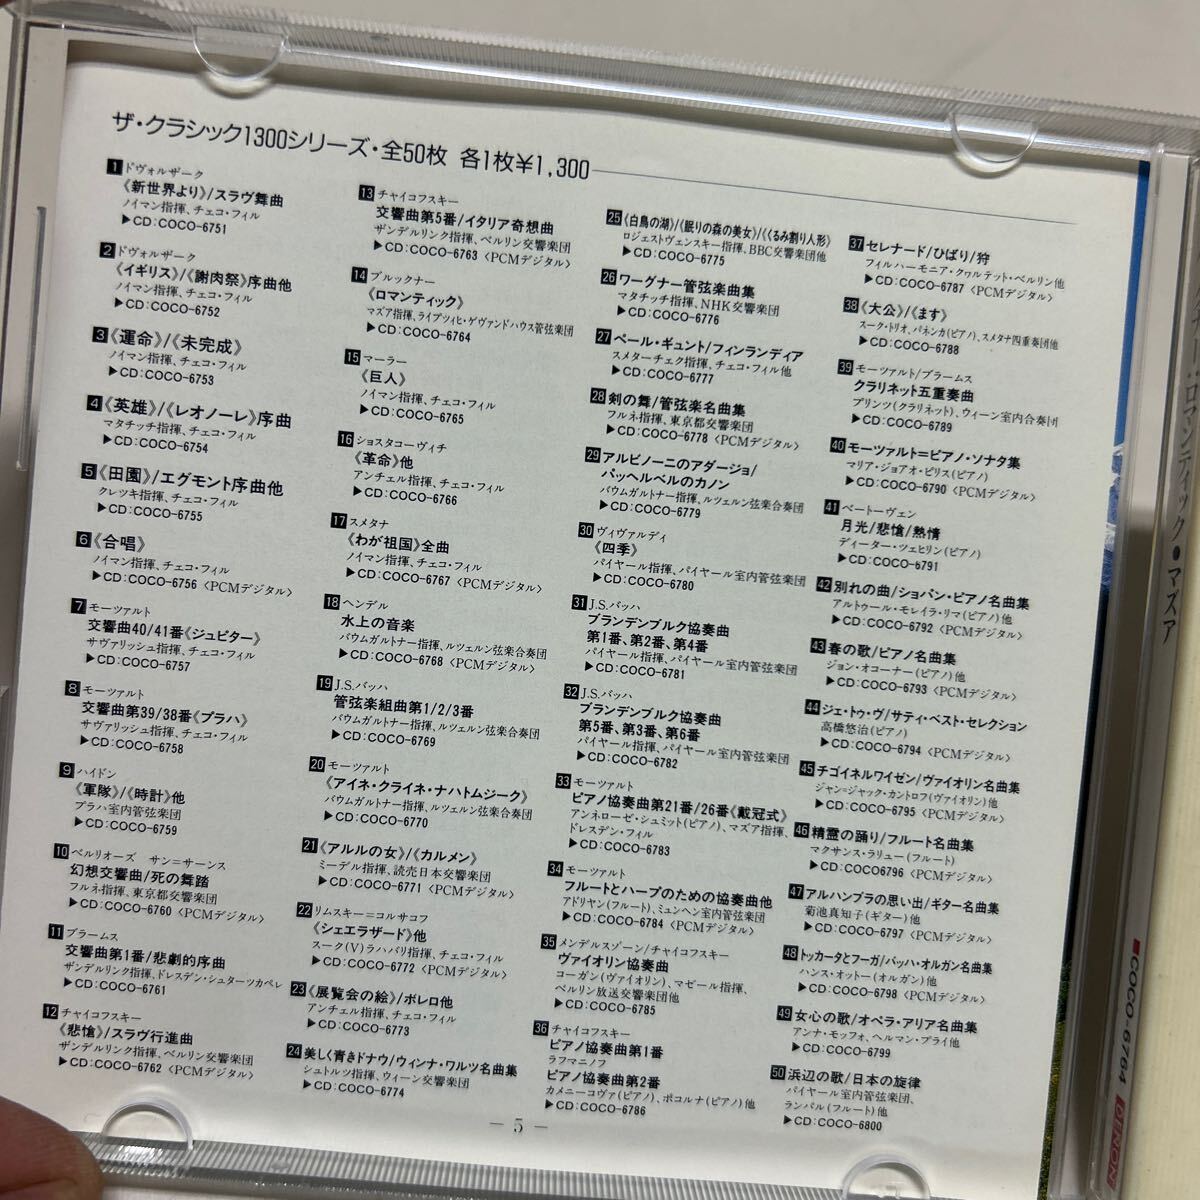 ザ・クラシック1300シリーズ・全50枚 各1枚¥1,300
1 ドヴォルザーク
《新世界より》/スラヴ舞曲
ノイマン指揮、チェコ・フィル
▶CD:COCO-6751
2 ドヴォルザーク
《イギリス》/《謝肉祭》序曲他
ノイマン指揮、チェコ・フィル
▶CD:COCO-6752
3 《運命》/《未完成》
ノイマン指揮、チェコ・フィル
▶CD:COCO-6753
4 《英雄》/《レオノーレ》序曲
マタチッチ指揮、チェコ・フィル
▶CD:COCO-6754
5 《田園》/エグモント序曲他
クレツキ指揮、チェコ・フィル
▶CD:COCO-6755
6 《合唱》
ノイマン指揮、チェコ・フィル
▶CD:COCO-6756 〈PCMデジタル〉
7 モーツァルト
交響曲40/41番《ジュピター》
サヴァリッシュ指揮、チェコ・フィル
▶CD:COCO-6757
8 モーツァルト
交響曲第39/38番《プラハ》
サヴァリッシュ指揮、チェコ・フィル
▶CD:COCO-6758
9 ハイドン
《軍隊》/《時計》他
プラハ室内管弦楽団
▶CD:COCO-6759
10 ベルリオーズ サン=サーンス
幻想交響曲/死の舞踏
フルネ指揮、東京都交響楽団
▶CD:COCO-6760 〈PCMデジタル〉
11 ブラームス
交響曲第1番/悲劇的序曲
ザンデルリンク指揮、ドレスデン・シュターツカペレ
▶CD:COCO-6761
12 チャイコフスキー
《悲愴》/スラヴ行進曲
ザンデルリンク指揮、ベルリン交響楽団
▶CD:COCO-6762 〈PCMデジタル〉
13 チャイコフスキー
交響曲第5番/イタリア奇想曲
ザンデルリンク指揮、ベルリン交響楽団
▶CD:COCO-6763 〈PCMデジタル〉
14 ブルックナー
《ロマンティック》
マズア指揮、ライプツィヒ・ゲヴァンドハウス管弦楽団
▶CD:COCO-6764
15 マーラー
《巨人》
ノイマン指揮、チェコ・フィル
▶CD:COCO-6765
16 ショスタコーヴィチ
《革命》他
アンチェル指揮、チェコ・フィル
▶CD:COCO-6766
17 スメタナ
《わが祖国》全曲
ノイマン指揮、チェコ・フィル
▶CD:COCO-6767 〈PCMデジタル〉
18 ヘンデル
水上の音楽
バウムガルトナー指揮、ルツェルン弦楽合奏団
▶CD:COCO-6768 〈PCMデジタル〉
19 J.S.バッハ
管弦楽組曲第1/2/3番
バウムガルトナー指揮、ルツェルン弦楽合奏団
▶CD:COCO-6769
20 モーツァルト
《アイネ・クライネ・ナハトムジーク》
バウムガルトナー指揮、ルツェルン弦楽合奏団
▶CD:COCO-6770
21 《アルルの女》/《カルメン》
ミーデル指揮、読売日本交響楽団
▶CD:COCO-6771 〈PCMデジタル〉
22 リムスキー=コルサコフ
《シェエラザード》他
スーク(V)ラハバリ指揮、チェコ・フィル
▶CD:COCO-6772 〈PCMデジタル〉
23 《展覧会の絵》/ボレロ他
アンチェル指揮、チェコ・フィル
▶CD:COCO-6773
24 美しく青きドナウ/ウィンナ・ワルツ名曲集
シュトルツ指揮、ウィーン交響楽団
▶CD:COCO-6774
25 《白鳥の湖》/《眠りの森の美女》/《くるみ割り人形》
ロジェストヴェンスキー指揮、BBC交響楽団他
▶CD:COCO-6775
26 ワーグナー管弦楽曲集
マタチッチ指揮、NHK交響楽団
▶CD:COCO-6776
27 ペール・ギュント/フィンランディア
スメターチェク指揮、チェコ・フィル他
▶CD:COCO-6777
28 剣の舞/管弦楽名曲集
フルネ指揮、東京都交響楽団
▶CD:COCO-6778 〈PCMデジタル〉
29 アルビノーニのアダージョ/
パッヘルベルのカノン
バウムガルトナー指揮、ルツェルン弦楽合奏団
▶CD:COCO-6779
30 ヴィヴァルディ
《四季》
パイヤール指揮、パイヤール室内管弦楽団
▶CD:COCO-6780
31 J.S.バッハ
ブランデンブルク協奏曲
第1番、第2番、第4番
パイヤール指揮、パイヤール室内管弦楽団
▶CD:COCO-6781
32 J.S.バッハ
ブランデンブルク協奏曲
第5番、第3番、第6番
パイヤール指揮、パイヤール室内管弦楽団
▶CD:COCO-6782
33 モーツァルト
ピアノ協奏曲第21番/26番《戴冠式》
アンネローゼ・シュミット(ピアノ)、マズア指揮、
ドレスデン・フィル
▶CD:COCO-6783
34 モーツァルト
フルートとハープのための協奏曲他
アドリヤン(フルート)、ミュンヘン室内管弦楽団
▶CD:COCO-6784 〈PCMデジタル〉
35 メンデルスゾーン/チャイコフスキー
ヴァイオリン協奏曲
コーガン(ヴァイオリン)、マゼール指揮、
ベルリン放送交響楽団他
▶CD:COCO-6785
36 チャイコフスキー
ピアノ協奏曲第1番
ラフマニノフ
ピアノ協奏曲第2番
カメニーコヴァ(ピアノ)、ポコルナ(ピアノ)他
▶CD:COCO-6786
37 セレナード/ひばり/狩
フィルハーモニア・クヮルテット・ベルリン他
▶CD:COCO-6787 〈PCMデジタル〉
38 《大公》/《ます》
スーク・トリオ、パネンカ(ピアノ)、スメタナ四重奏団他
▶CD:COCO-6788
39 モーツァルト/ブラームス
クラリネット五重奏曲
プリンツ(クラリネット)、ウィーン室内合奏団
▶CD:COCO-6789
40 モーツァルト=ピアノ・ソナタ集
マリア・ジョアオ・ピリス(ピアノ)
▶CD:COCO-6790 〈PCMデジタル〉
41 ベートーヴェン
月光/悲愴/熱情
ディーター・ツェヒリン(ピアノ)
▶CD:COCO-6791
42 別れの曲/ショパン・ピアノ名曲集
アルトゥール・モレイラ・リマ(ピアノ)他
▶CD:COCO-6792 〈PCMデジタル〉
43 春の歌/ピアノ名曲集
ジョン・オコーナー(ピアノ)他
▶CD:COCO-6793 〈PCMデジタル〉
44 ジュ・トゥ・ヴ/サティ・ベスト・セレクション
高橋悠治(ピアノ)
▶CD:COCO-6794 〈PCMデジタル〉
45 チゴイネルワイゼン/ヴァイオリン名曲集
ジャン=ジャック・カントロフ(ヴァイオリン)他
▶CD:COCO-6795 〈PCMデジタル〉
46 精霊の踊り/フルート名曲集
マクサンス・ラリュー(フルート)
▶CD:COCO6796 〈PCMデジタル〉
47 アルハンブラの思い出/ギター名曲集
菊池真知子(ギター)他
▶CD:COCO-6797 〈PCMデジタル〉
48 トッカータとフーガ/バッハ・オルガン名曲集
ハンス・オットー(オルガン)他
▶CD:COCO-6798 〈PCMデジタル〉
49 女心の歌/オペラ・アリア名曲集
アンナ・モッフォ、ヘルマン・プライ他
▶CD:COCO-6799
50 浜辺の歌/日本の旋律
パイヤール室内管弦楽団、
ランパル(フルート)他
▶CD:COCO-6800
— 5 —
:ロマンティック●マズア
■COCO-6764 DENON